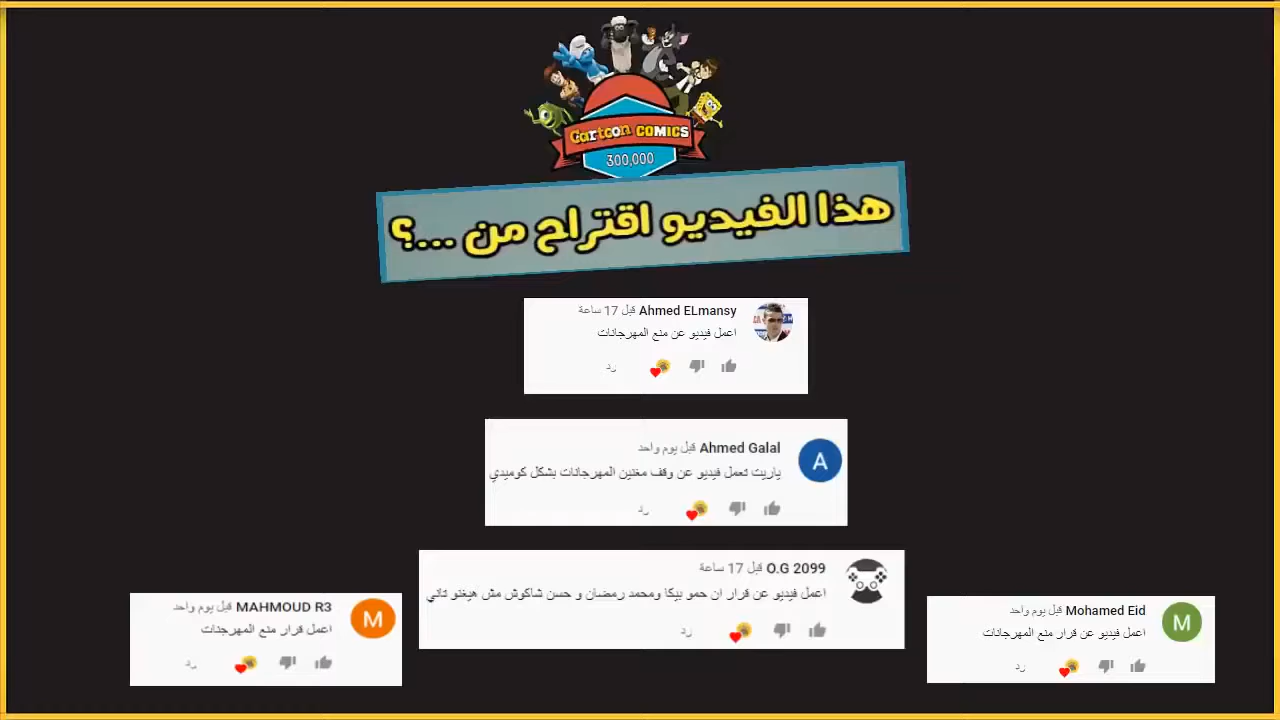 Cartoon COMICS
300,000
هذا الفيديو اقتراح من ...؟
Ahmed ELmansy قبل 17 ساعة
اعمل فيديو عن منع المهرجانات
رد
Ahmed Galal قبل يوم واحد
ياريت تعمل فيديو عن وقف مغنين المهرجانات بشكل كوميدي
رد
O.G 2099 قبل 17 ساعة
اعمل فيديو عن قرار ان حمو بيكا ومحمد رمضان و حسن شاكوش مش هيغنو تاني
رد
Mohamed Eid قبل يوم واحد
اعمل فيديو عن قرار منع المهرجانات
رد
MAHMOUD R3 قبل يوم واحد
اعمل قرار منع المهرجنات
رد